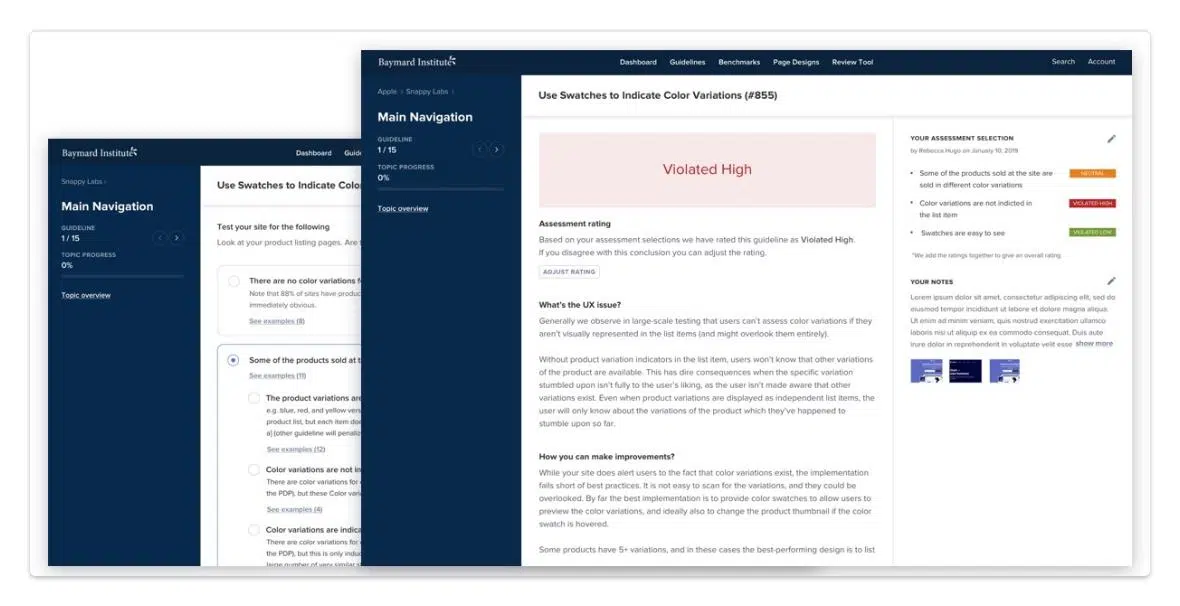 Baymard Institute
Dashboard
Guidelines
Benchmarks
Page Designs
Review Tool
Search
Account
Apple › Snappy Labs ›
Main Navigation
GUIDELINE
1 / 15
TOPIC PROGRESS
0%
Topic overview
Use Swatches to Indicate Color Variations (#855)
Violated High
Assessment rating
Based on your assessment selections we have rated this guideline as Violated High.
If you disagree with this conclusion you can adjust the rating.
ADJUST RATING
What's the UX issue?
Generally we observe in large-scale testing that users can't assess color variations if they
aren't visually represented in the list items (and might overlook them entirely).
Without product variation indicators in the list item, users won't know that other variations
of the product are available. This has dire consequences when the specific variation
stumbled upon isn't fully to the user's liking, as the user isn't made aware that other
variations exist. Even when product variations are displayed as independent list items, the
user will only know about the variations of the product which they've happened to
stumble upon so far.
How you can make improvements?
While your site does alert users to the fact that color variations exist, the implementation
falls short of best practices. It is not easy to scan for the variations, and they could be
overlooked. By far the best implementation is to provide color swatches to allow users to
preview the color variations, and ideally also to change the product thumbnail if the color
swatch is hovered.
Some products have 5+ variations, and in these cases the best-performing design is to list
YOUR ASSESSMENT SELECTION
by Rebecca Hugo on January 10, 2019
• Some of the products sold at the site are
sold in different color variations
NEUTRAL
• Color variations are not indicted in
the list item
VIOLATED HIGH
• Swatches are easy to see
VIOLATED LOW
*We add the ratings together to give an overall rating
YOUR NOTES
Lorem ipsum dolor sit amet, consectetur adipiscing elit, sed do
eiusmod tempor incididunt ut labore et dolore magna aliqua.
Ut enim ad minim veniam, quis nostrud exercitation ullamco
laboris nisi ut aliquip ex ea commodo consequat. Duis aute
irure dolor in reprehenderit in voluptate velit esse show more
Baymard Institute
Dashboard
Guide
Snappy Labs ›
Main Navigation
GUIDELINE
1 / 15
TOPIC PROGRESS
0%
Topic overview
Use Swatches to Indicate Colo
Test your site for the following
Look at your product listing pages. Are t
There are no color variations f
Note that 88% of sites have produc
immediately obvious.
See examples (8)
Some of the products sold at t
See examples (11)
The product variations are
e.g. blue, red, and yellow vers
product list, but each item doe
a] (other guideline will penaliz
See examples (12)
Color variations are not in
There are color variations for
the PDP), but these Color vari
See examples (4)
Color variations are indica
There are color variations for
the PDP), but this is only induc
large number of very similar s